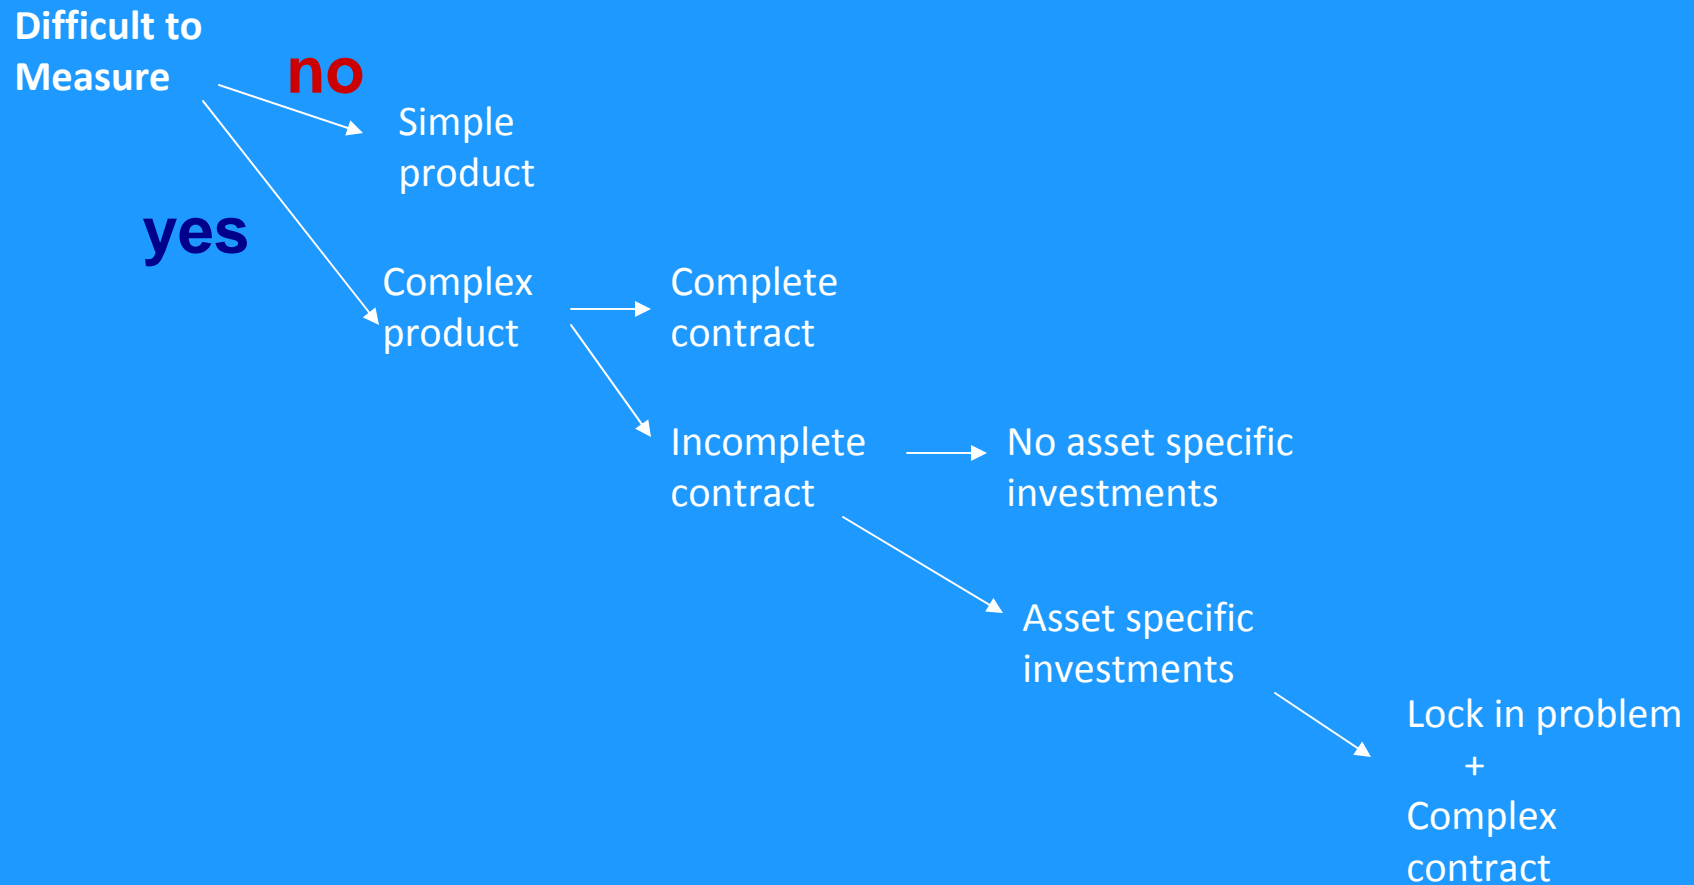 Difficult to
Measure
no
Simple
product
yes
Complex
product
Complete
contract
Incomplete
contract
No asset specific
investments
Asset specific
investments
Lock in problem
+
Complex
contract